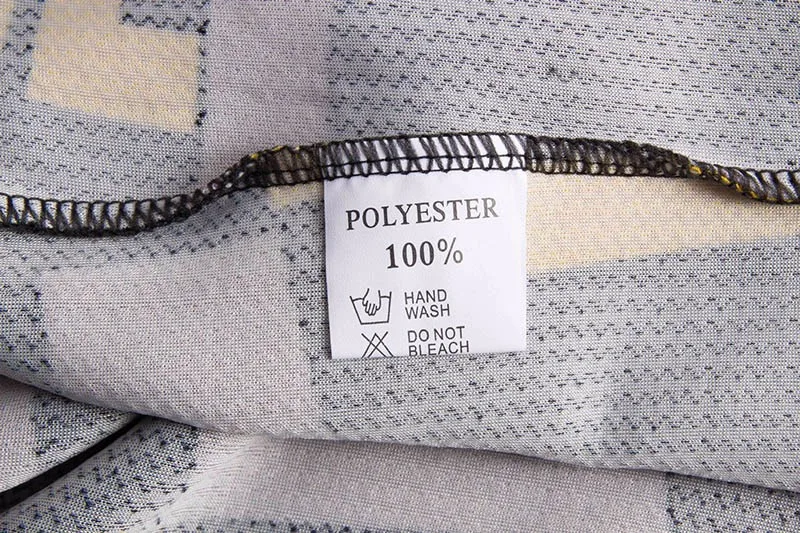 POLYESTER
100%
HAND
WASH
DO NOT
BLEACH